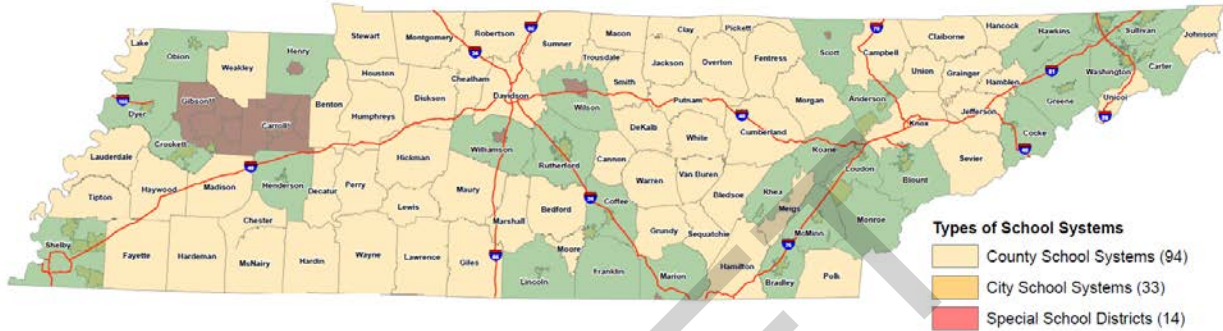 Lake
Obion
Weakley
Henry
Stewart
Montgomery
Robertson
Sumner
Macon
Clay
Pickett
Scott
Campbell
Claiborne
Hancock
Hawkins
Sullivan
Johnson
Dyer
Gibson
Carroll
Benton
Houston
Dickson
Cheatham
Davidson
Trousdale
Smith
Jackson
Overton
Fentress
Morgan
Anderson
Union
Grainger
Hamblen
Washington
Carter
Unicoi
Greene
Crockett
Humphreys
Wilson
Putnam
Cumberland
Knox
Jefferson
Cocke
Lauderdale
Haywood
Madison
Henderson
Decatur
Perry
Hickman
Williamson
Rutherford
Cannon
DeKalb
White
Roane
Loudon
Blount
Sevier
Tipton
Chester
Lewis
Maury
Marshall
Bedford
Coffee
Warren
Van Buren
Bledsoe
Rhea
Meigs
McMinn
Monroe
Shelby
Fayette
Hardeman
McNairy
Hardin
Wayne
Lawrence
Giles
Lincoln
Moore
Franklin
Grundy
Sequatchie
Marion
Hamilton
Bradley
Polk
Types of School Systems
County School Systems (94)
City School Systems (33)
Special School Districts (14)